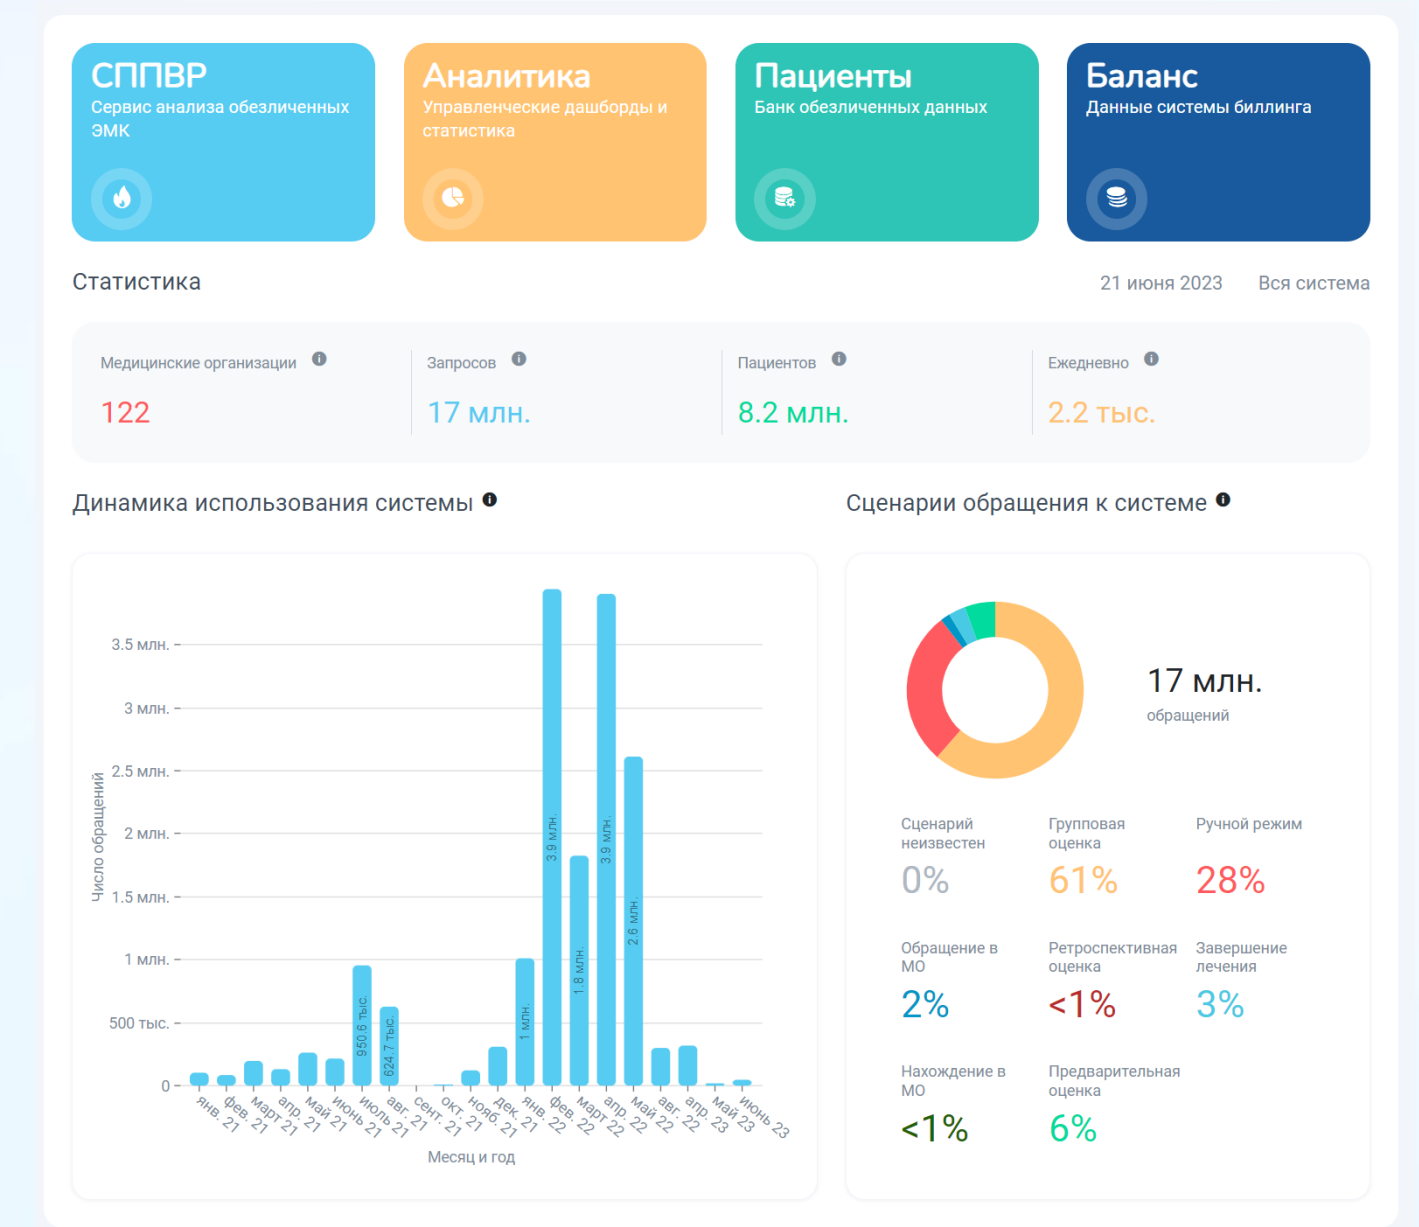 СППВР
Сервис анализа обезличенных
ЭМК
Аналитика
Управленческие дашборды и
статистика
Пациенты
Банк обезличенных данных
Баланс
Данные системы биллинга
Статистика
21 июня 2023
Вся система
Медицинские организации
122
Запросов
17 млн.
Пациентов
8.2 млн.
Ежедневно
2.2 тыс.
Динамика использования системы
Число обращений
3.5 млн.
3 млн.
2.5 млн.
2 млн.
1.5 млн.
1 млн.
500 тыс.
0
950.6 тыс.
624.7 тыс.
1 млн.
3.9 млн.
1.8 млн.
3.9 млн.
2.6 млн.
янв. 21
фев. 21
март 21
апр. 21
май 21
июнь 21
июль 21
авг. 21
сент. 21
окт. 21
нояб. 21
дек. 21
янв. 22
фев. 22
март 22
апр. 22
май 22
авг. 22
апр. 23
май 23
июнь 23
Месяц и год
Сценарии обращения к системе
17 млн.
обращений
Сценарий
неизвестен
0%
Групповая
оценка
61%
Ручной режим
28%
Обращение в
МО
2%
Ретроспективная
оценка
<1%
Завершение
лечения
3%
Нахождение в
МО
<1%
Предварительная
оценка
6%